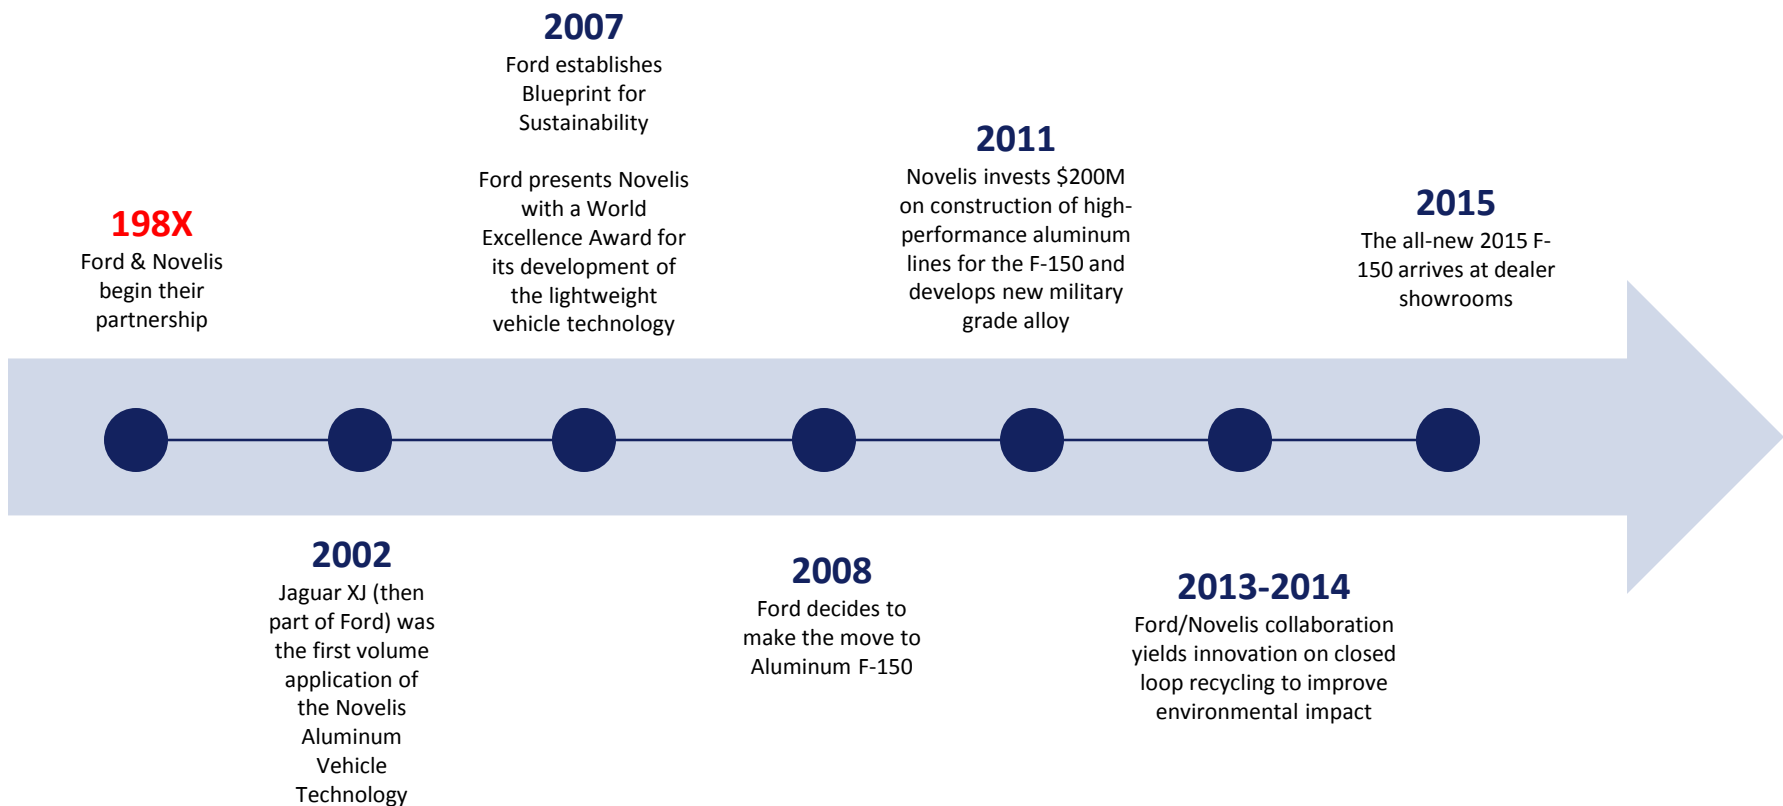 198X
Ford & Novelis
begin their
partnership
2002
Jaguar XJ (then
part of Ford) was
the first volume
application of
the Novelis
Aluminum
Vehicle
Technology
2007
Ford establishes
Blueprint for
Sustainability
Ford presents Novelis
with a World
Excellence Award for
its development of
the lightweight
vehicle technology
2008
Ford decides to
make the move to
Aluminum F-150
2011
Novelis invests $200M
on construction of high-
performance aluminum
lines for the F-150 and
develops new military
grade alloy
2013-2014
Ford/Novelis collaboration
yields innovation on closed
loop recycling to improve
environmental impact
2015
The all-new 2015 F-
150 arrives at dealer
showrooms